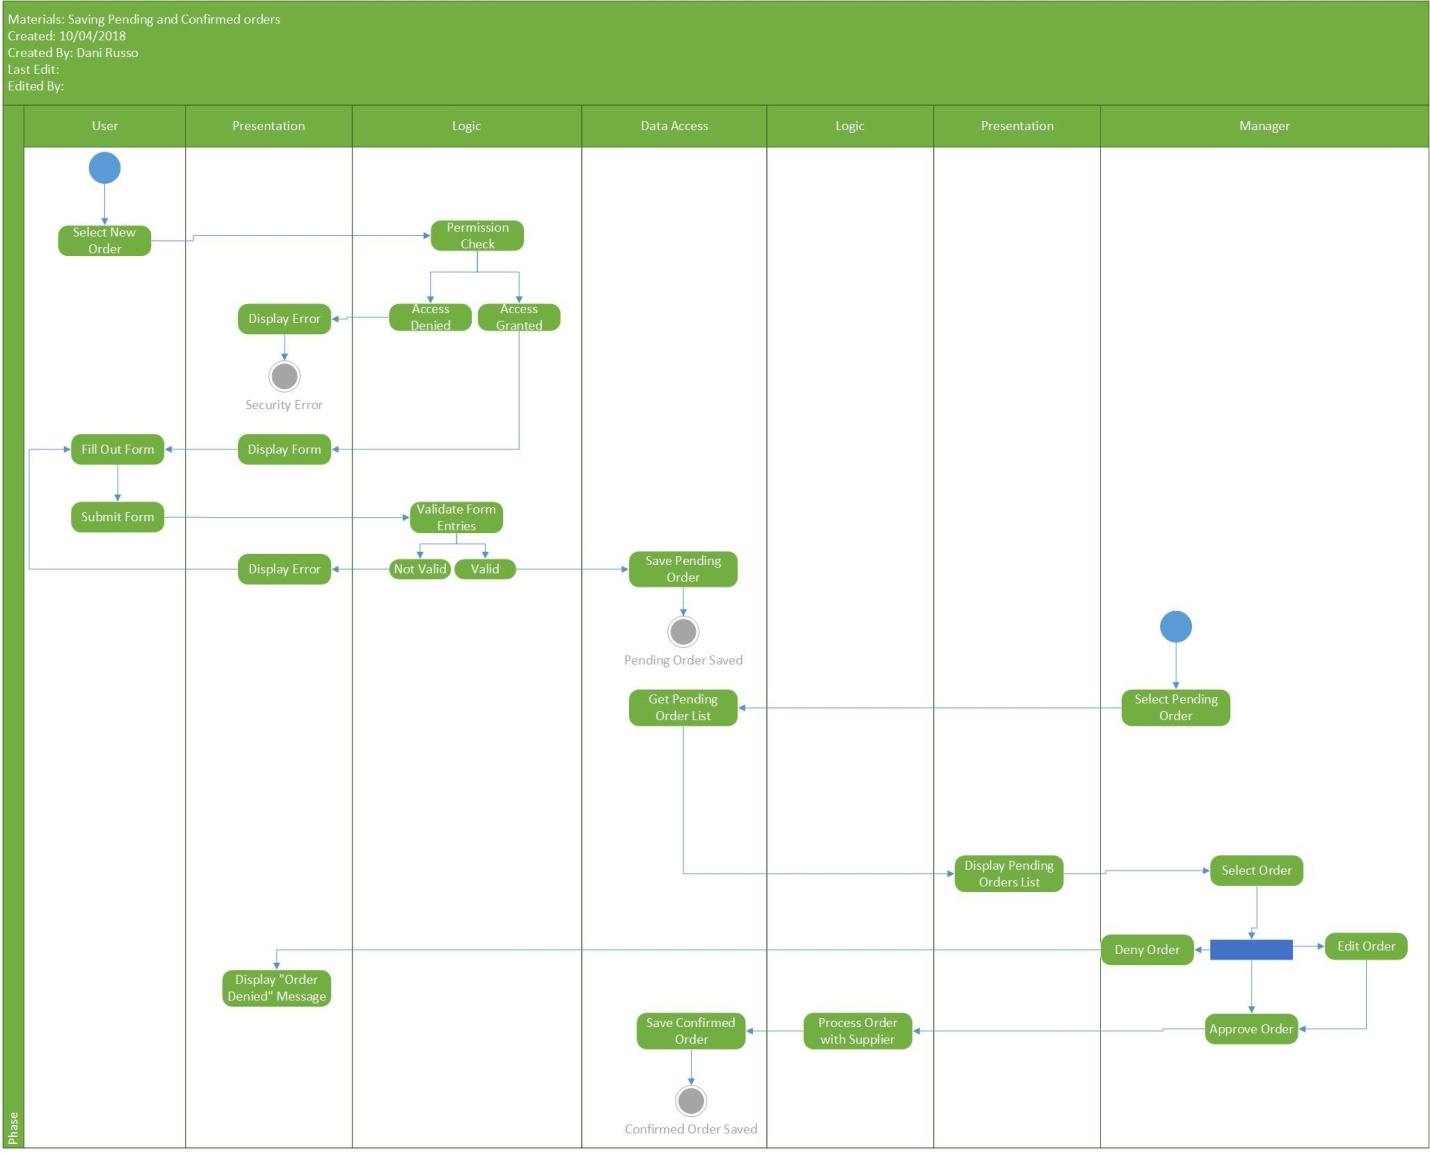 Materials: Saving Pending and Confirmed orders
Created: 10/04/2018
Created By: Dani Russo
Last Edit:
Edited By:
User
Presentation
Logic
Data Access
Logic
Presentation
Manager
Select New
Order
Permission
Check
Display Error
Access
Denied
Access
Granted
Security Error
Fill Out Form
Display Form
Submit Form
Validate Form
Entries
Display Error
Not Valid
Valid
Save Pending
Order
Pending Order Saved
Get Pending
Order List
Select Pending
Order
Display Pending
Orders List
Select Order
Deny Order
Edit Order
Display "Order
Denied" Message
Save Confirmed
Order
Process Order
with Supplier
Approve Order
Confirmed Order Saved
Phase